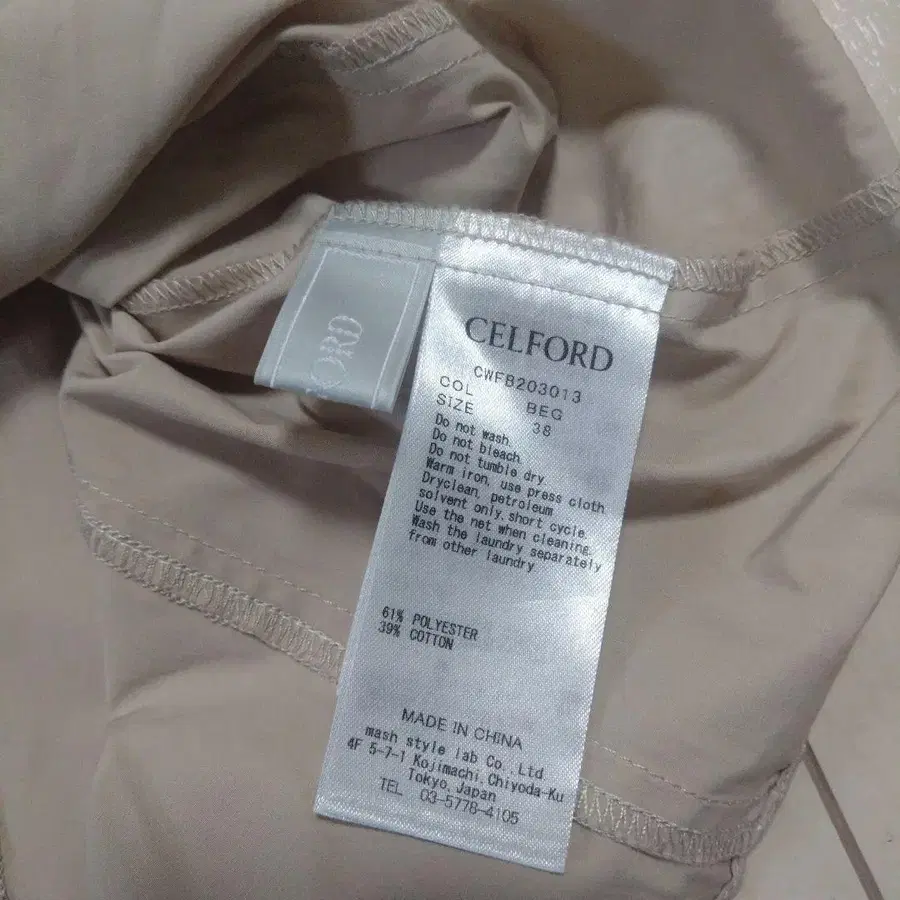 ORD
CELFORD
CWFB203013
COL BEG
SIZE 38
Do not wash.
Do not bleach.
Do not tumble dry.
Warm iron, use press cloth
Dryclean, petroleum
solvent only.short cycle.
Use the net when cleaning.
Wash the laundry separately
from other laundry
61% POLYESTER
39% COTTON
MADE IN CHINA
mash style lab Co.,Ltd
4F 5-7-1 Kojimachi,Chiyoda-Ku
Tokyo,Japan
TEL 03-5778-4105